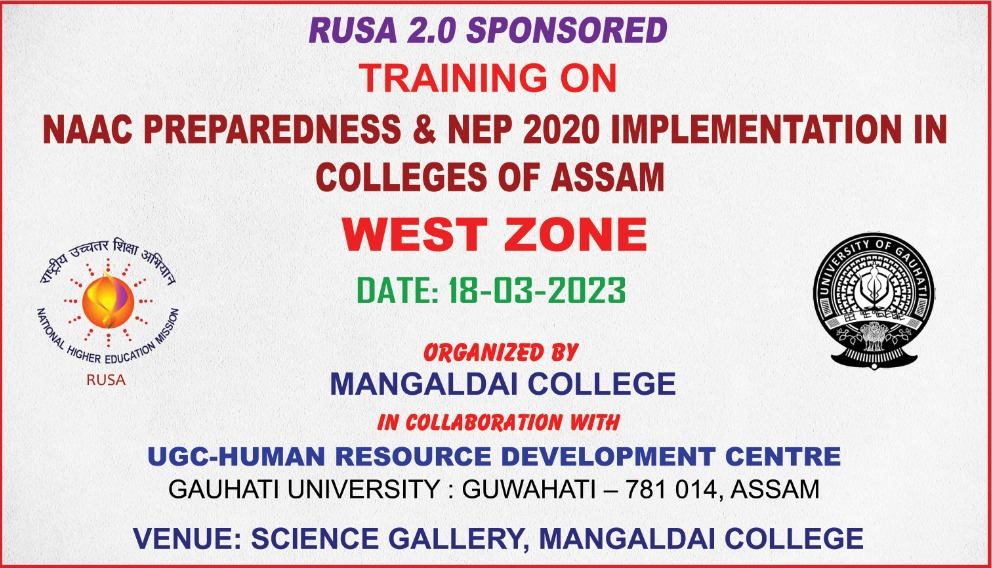 RUSA 2.0 SPONSORED
TRAINING ON
NAAC PREPAREDNESS & NEP 2020 IMPLEMENTATION IN
COLLEGES OF ASSAM
WEST ZONE
DATE: 18-03-2023
राष्ट्रीय उच्चतर शिक्षा अभियान
NATIONAL HIGHER EDUCATION MISSION
RUSA
UNIVERSITY OF GAUHATI
ORGANIZED BY
MANGALDAI COLLEGE
IN COLLABORATION WITH
UGC-HUMAN RESOURCE DEVELOPMENT CENTRE
GAUHATI UNIVERSITY : GUWAHATI – 781 014, ASSAM
VENUE: SCIENCE GALLERY, MANGALDAI COLLEGE